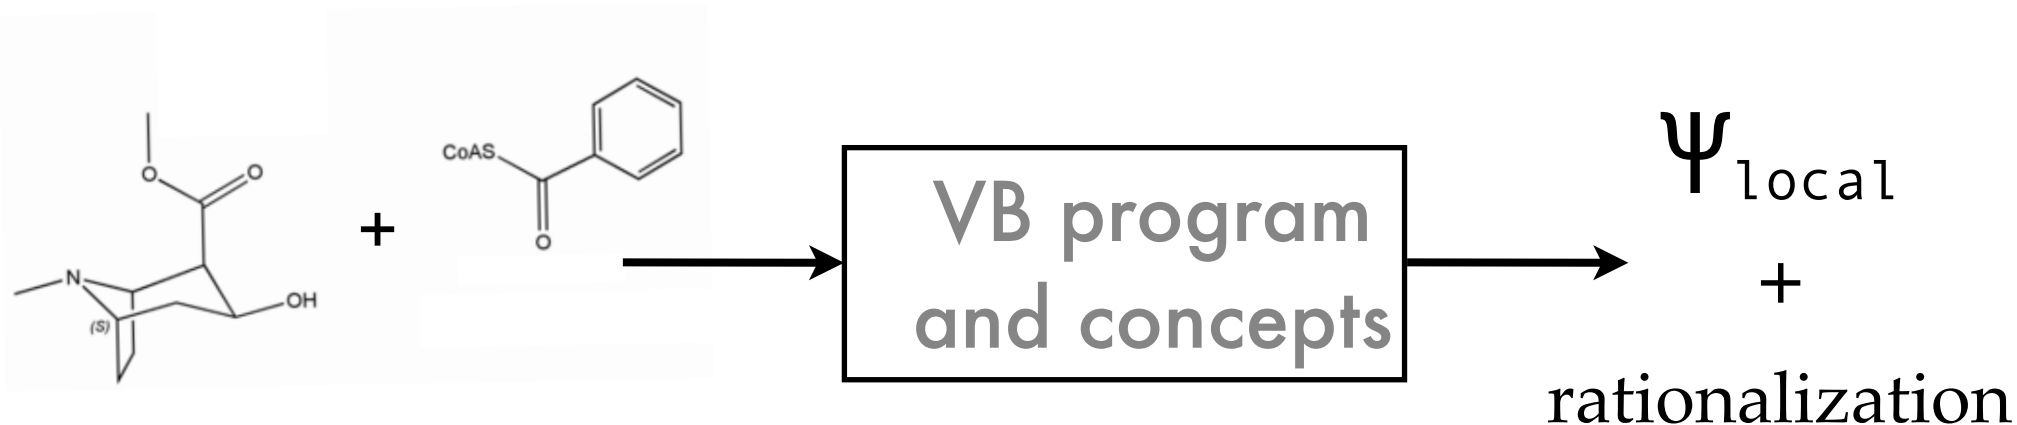 O
O
N
(S)
OH
+
CoAS
O
VB program
and concepts
Ψlocal
+
rationalization